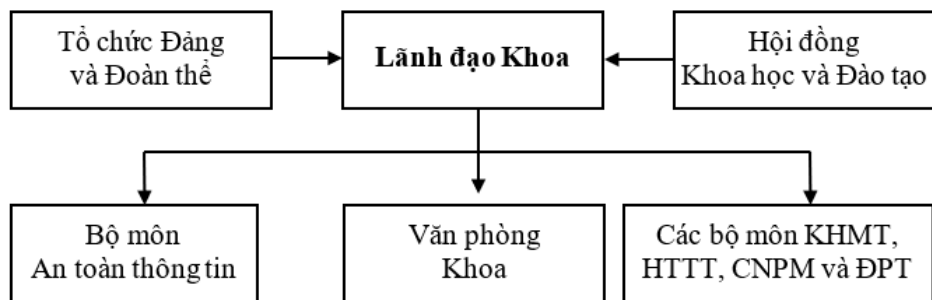 Tổ chức Đảng
và Đoàn thể
Lãnh đạo Khoa
Hội đồng
Khoa học và Đào tạo
Bộ môn
An toàn thông tin
Văn phòng
Khoa
Các bộ môn KHMT,
HTTT, CNPM và ĐPT